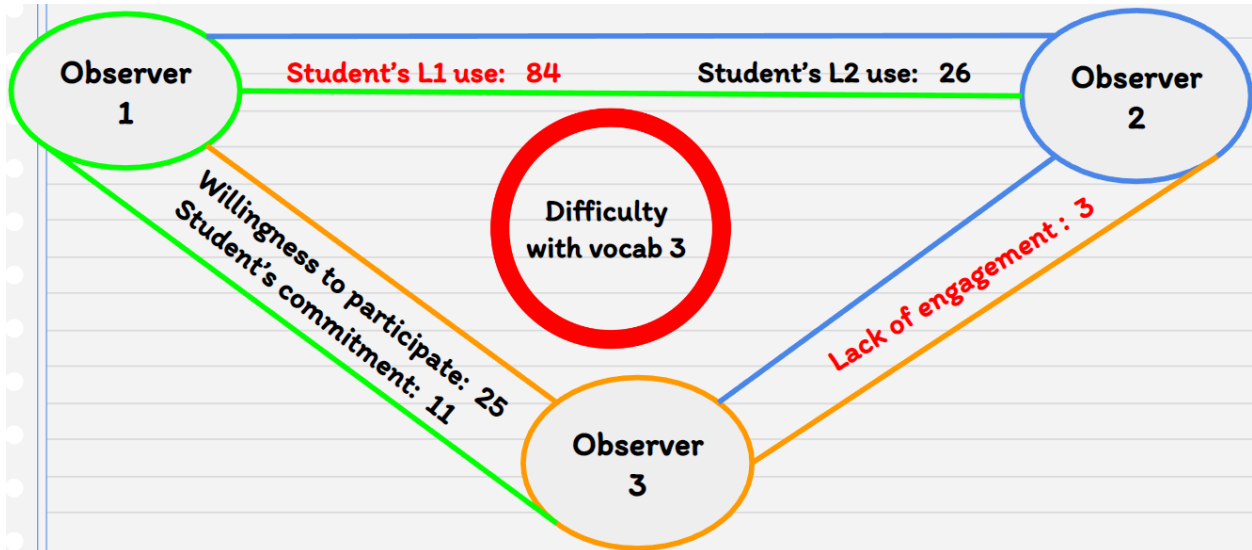 Observer
1
Student's L1 use:  84
Student's L2 use:  26
Observer
2
Difficulty
with vocab 3
Willingness to participate:  25
Student's commitment:  11
Lack of engagement :  3
Observer
3